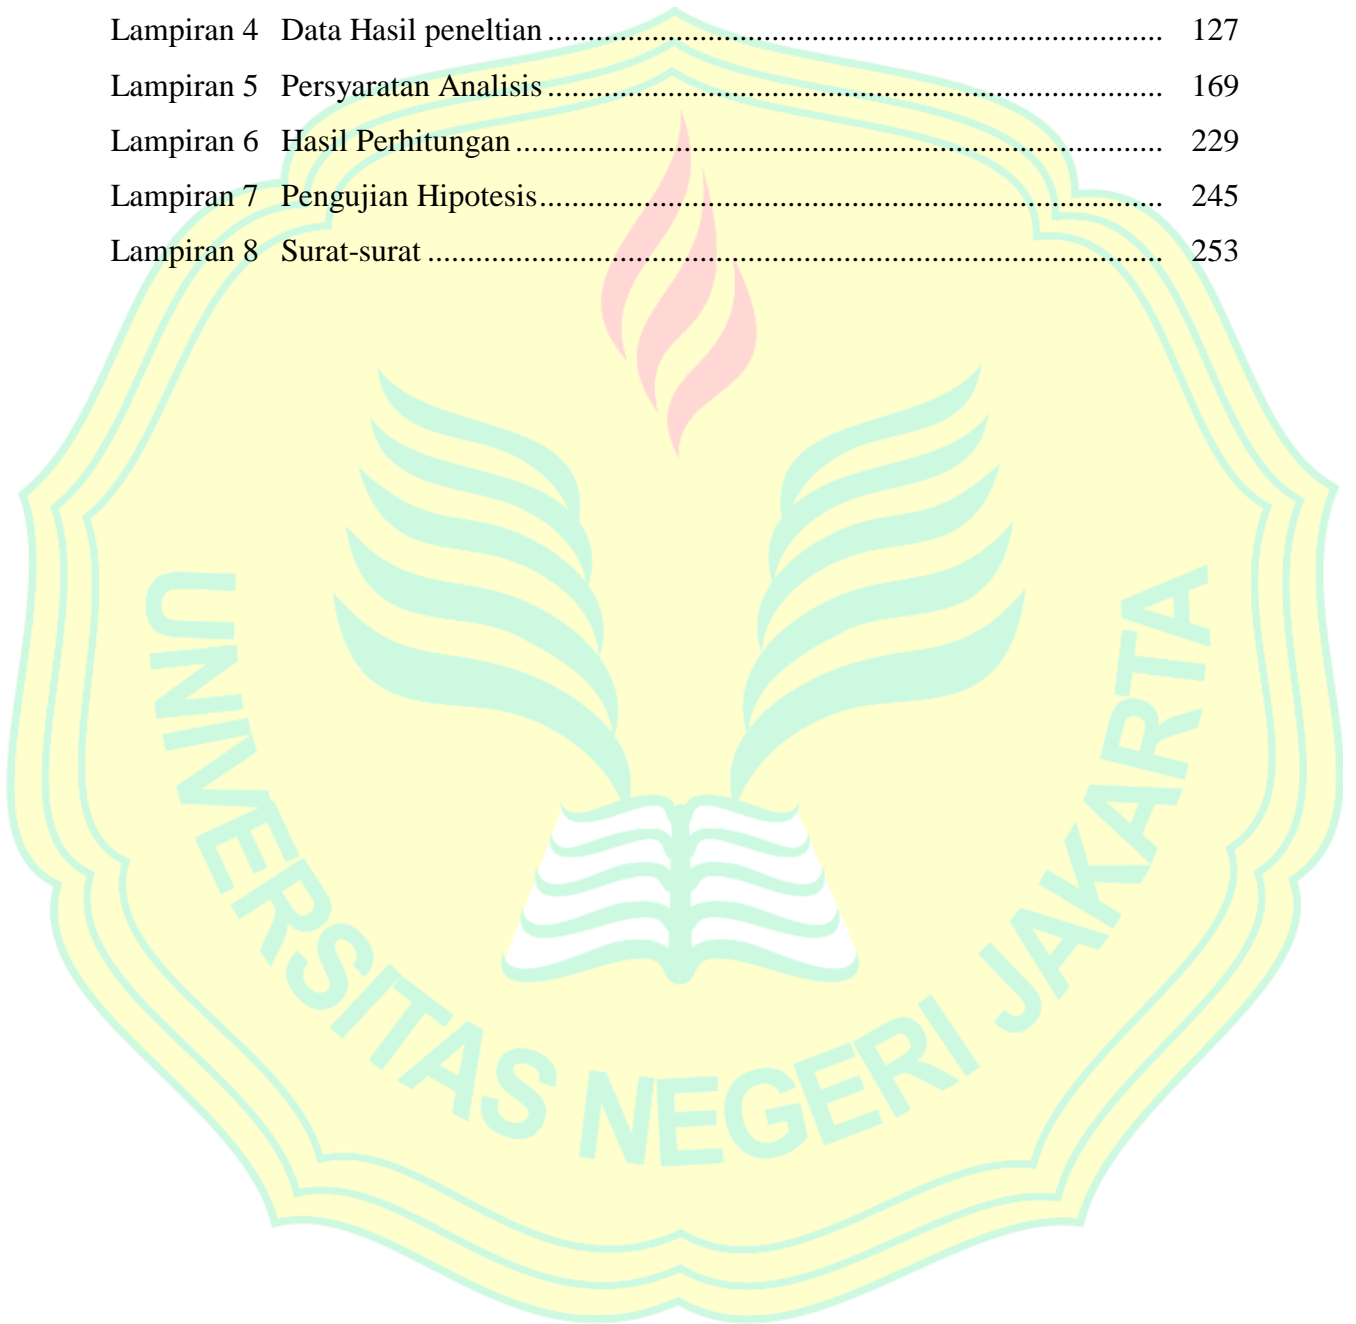 Lampiran 4 Data Hasil peneltian ............................................................................ 127
Lampiran 5 Persyaratan Analisis ............................................................................ 169
Lampiran 6 Hasil Perhitungan ................................................................................ 229
Lampiran 7 Pengujian Hipotesis ............................................................................. 245
Lampiran 8 Surat-surat ........................................................................................... 253
UNIVERSITAS NEGERI JAKARTA